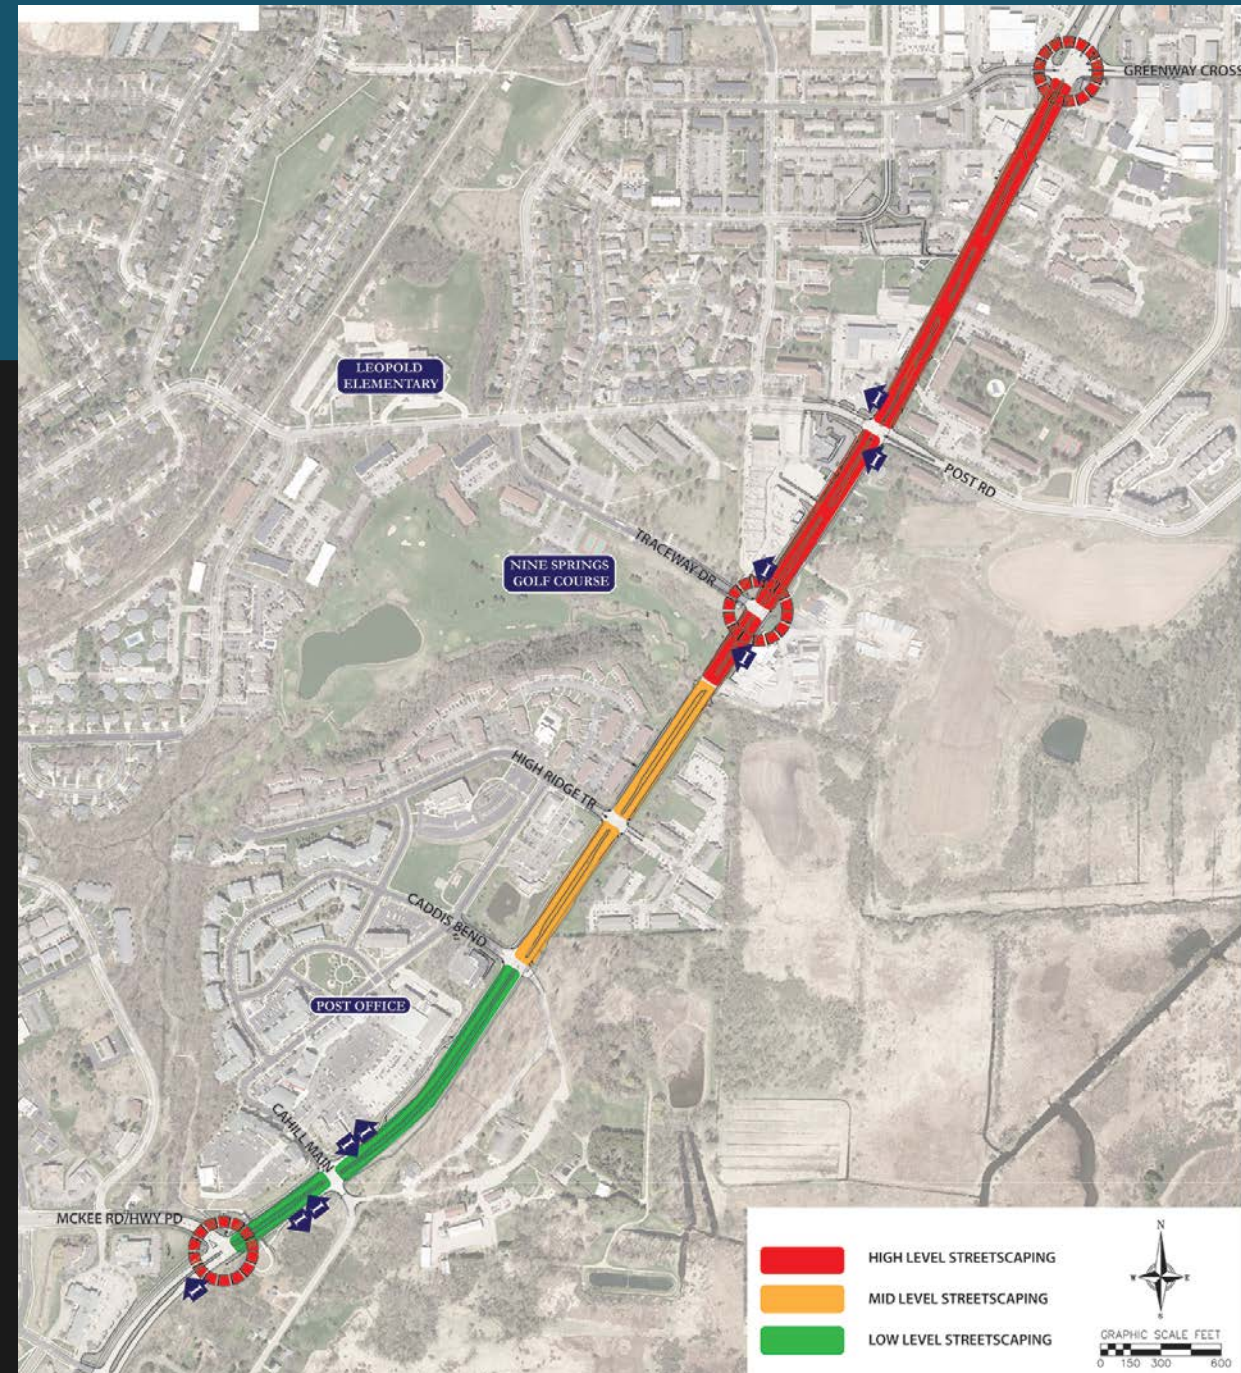 GREENWAY CROSS
LEOPOLD
ELEMENTARY
POST RD
TRACEWAY DR
NINE SPRINGS
GOLF COURSE
HIGH RIDGE TR
CADDIS BEND
POST OFFICE
CAHILL MAIN
MCKEE RD/HWY PD
HIGH LEVEL STREETSCAPING
MID LEVEL STREETSCAPING
LOW LEVEL STREETSCAPING
N
W E
S
GRAPHIC SCALE FEET
0 150 300 600